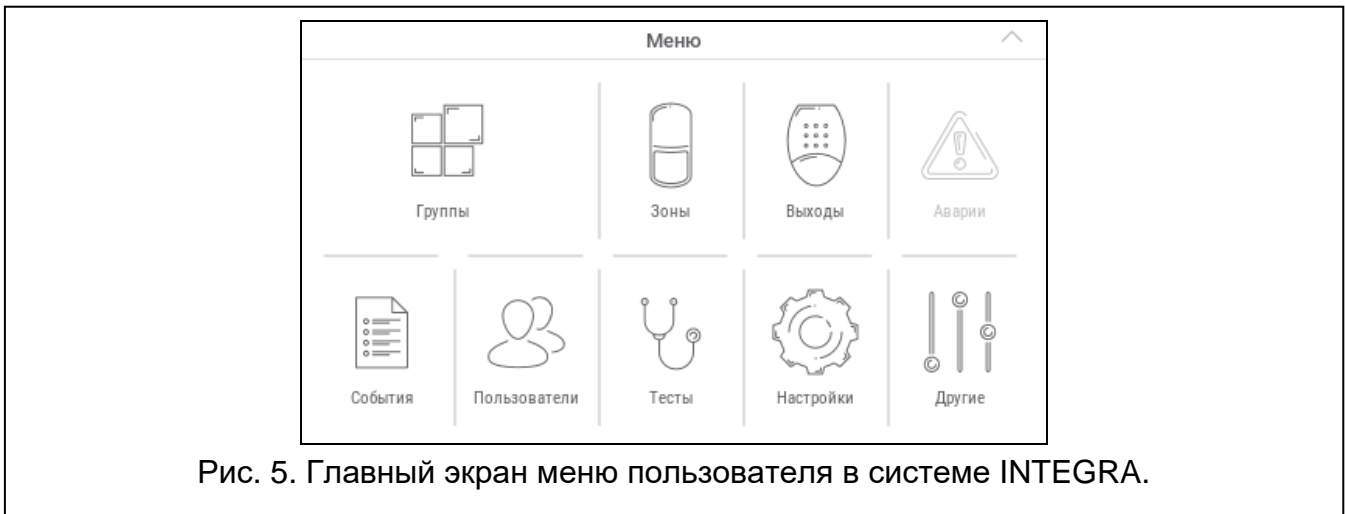 Меню
Группы
Зоны
Выходы
Аварии
События
Пользователи
Тесты
Настройки
Другие
Рис. 5. Главный экран меню пользователя в системе INTEGRA.